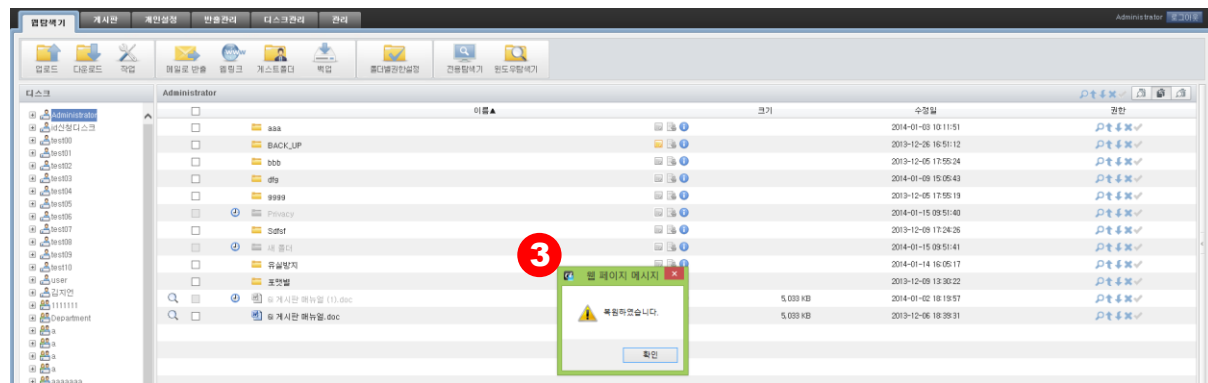 웹탐색기 게시판 개인설정 반출관리 디스크관리 관리 Administrator 로그아웃
업로드 다운로드 작업 메일로 반출 웹링크 게스트폴더 백업 폴더별권한설정 전용탐색기 윈도우탐색기
디스크 Administrator
이름▲ 크기 수정일 권한
Administrator
id신청디스크
test00
test01
test02
test03
test04
test05
test06
test07
test08
test09
test10
user
김지연
1111111
Department
a
a
a
aaaaaaa
aaa 2014-01-03 10:11:51
BACK_UP 2013-12-26 16:51:12
bbb 2013-12-05 17:55:24
dfg 2014-01-09 15:05:43
gggg 2013-12-05 17:55:19
Privacy 2014-01-15 09:51:40
Sdfsf 2013-12-09 17:24:26
새 폴더 2014-01-15 09:51:41
유실방지 2014-01-14 16:05:17
포맷별 2013-12-09 13:30:22
게시판 매뉴얼 (1).doc 5,033 KB 2014-01-02 18:19:57
게시판 매뉴얼.doc 5,033 KB 2013-12-06 18:39:31
3
웹 페이지 메시지
복원하였습니다.
확인